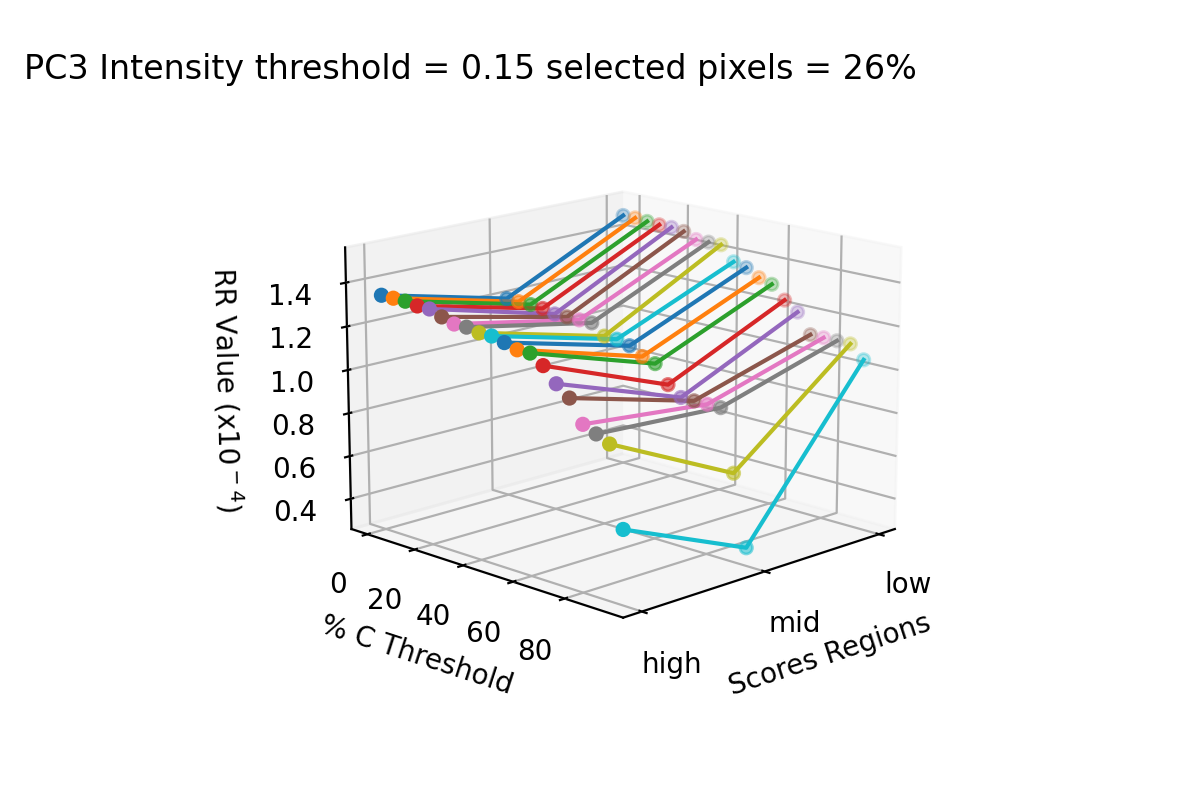 PC3 Intensity threshold = 0.15 selected pixels = 26%
RR Value (x10⁻⁴)
1.4
1.2
1.0
0.8
0.6
0.4
0
20
40
60
80
% C Threshold
high
mid
low
Scores Regions